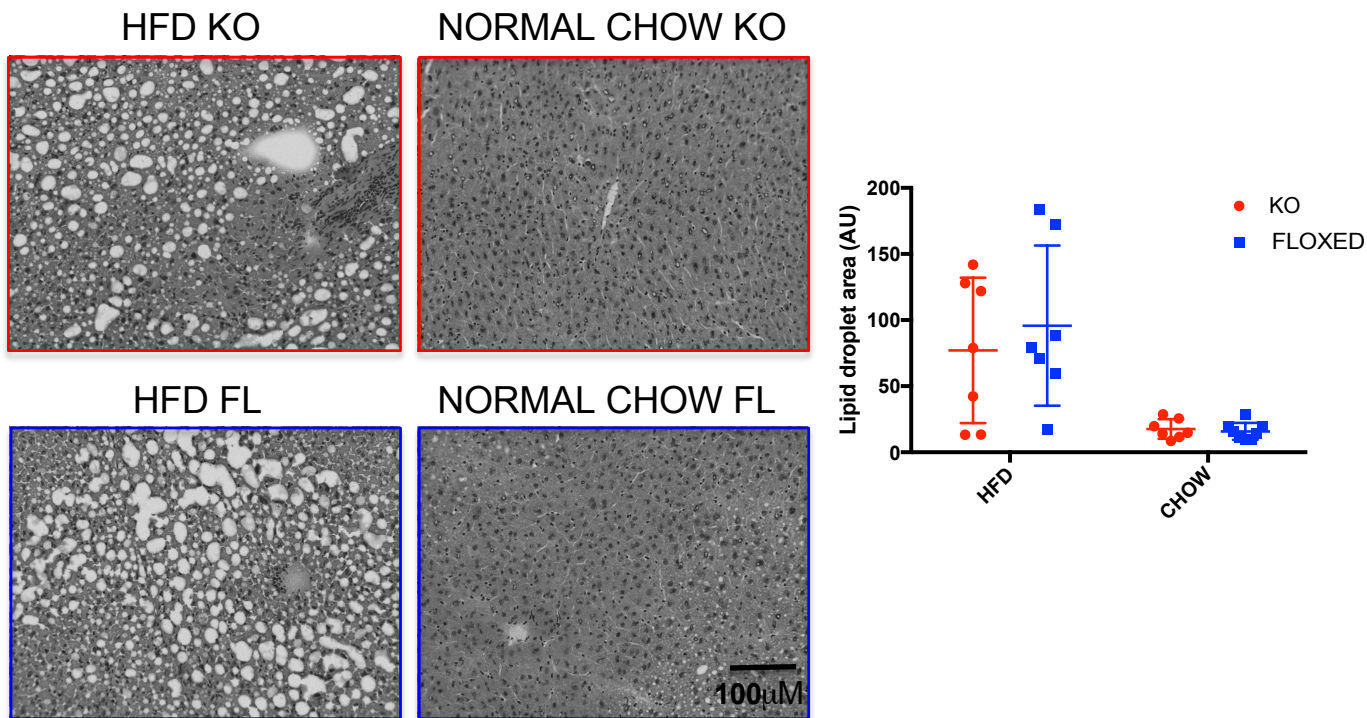 HFD KO
NORMAL CHOW KO
HFD FL
NORMAL CHOW FL
100μM
Lipid droplet area (AU)
200
150
100
50
0
HFD
CHOW
KO
FLOXED